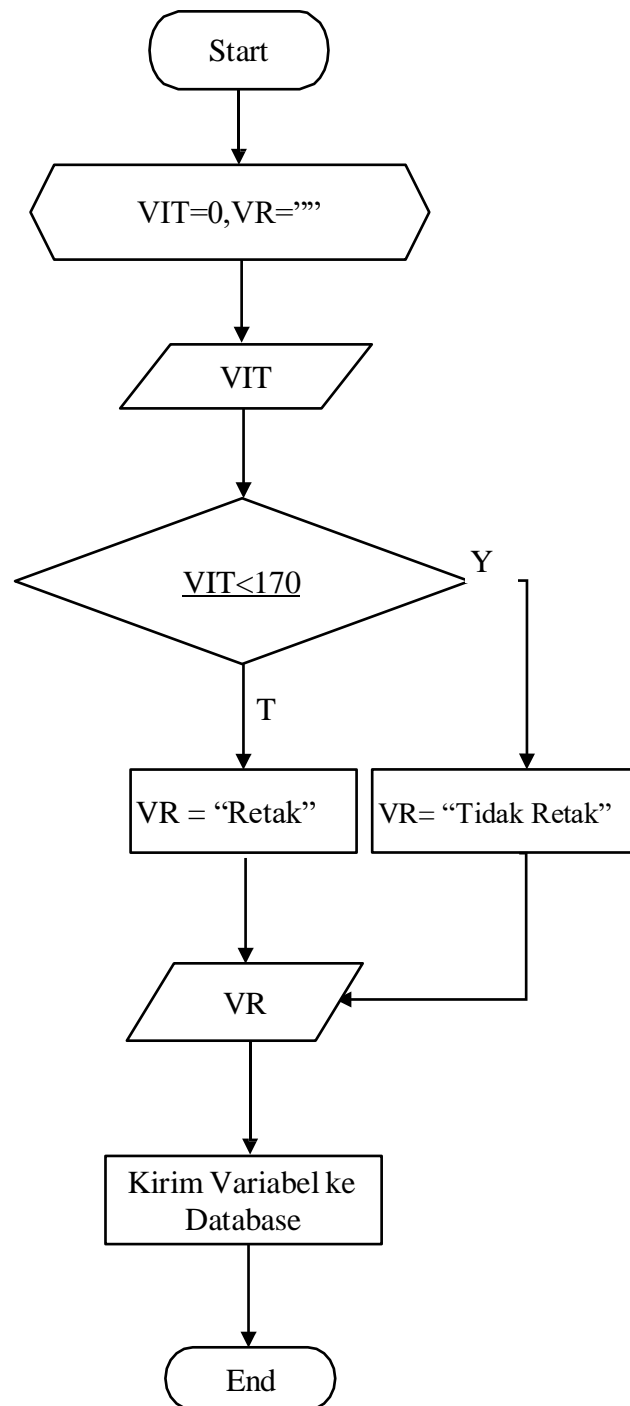 Start
VIT=0,VR=””
VIT
VIT<170
Y
T
VR = “Retak”
VR= “Tidak Retak”
VR
Kirim Variabel ke
Database
End